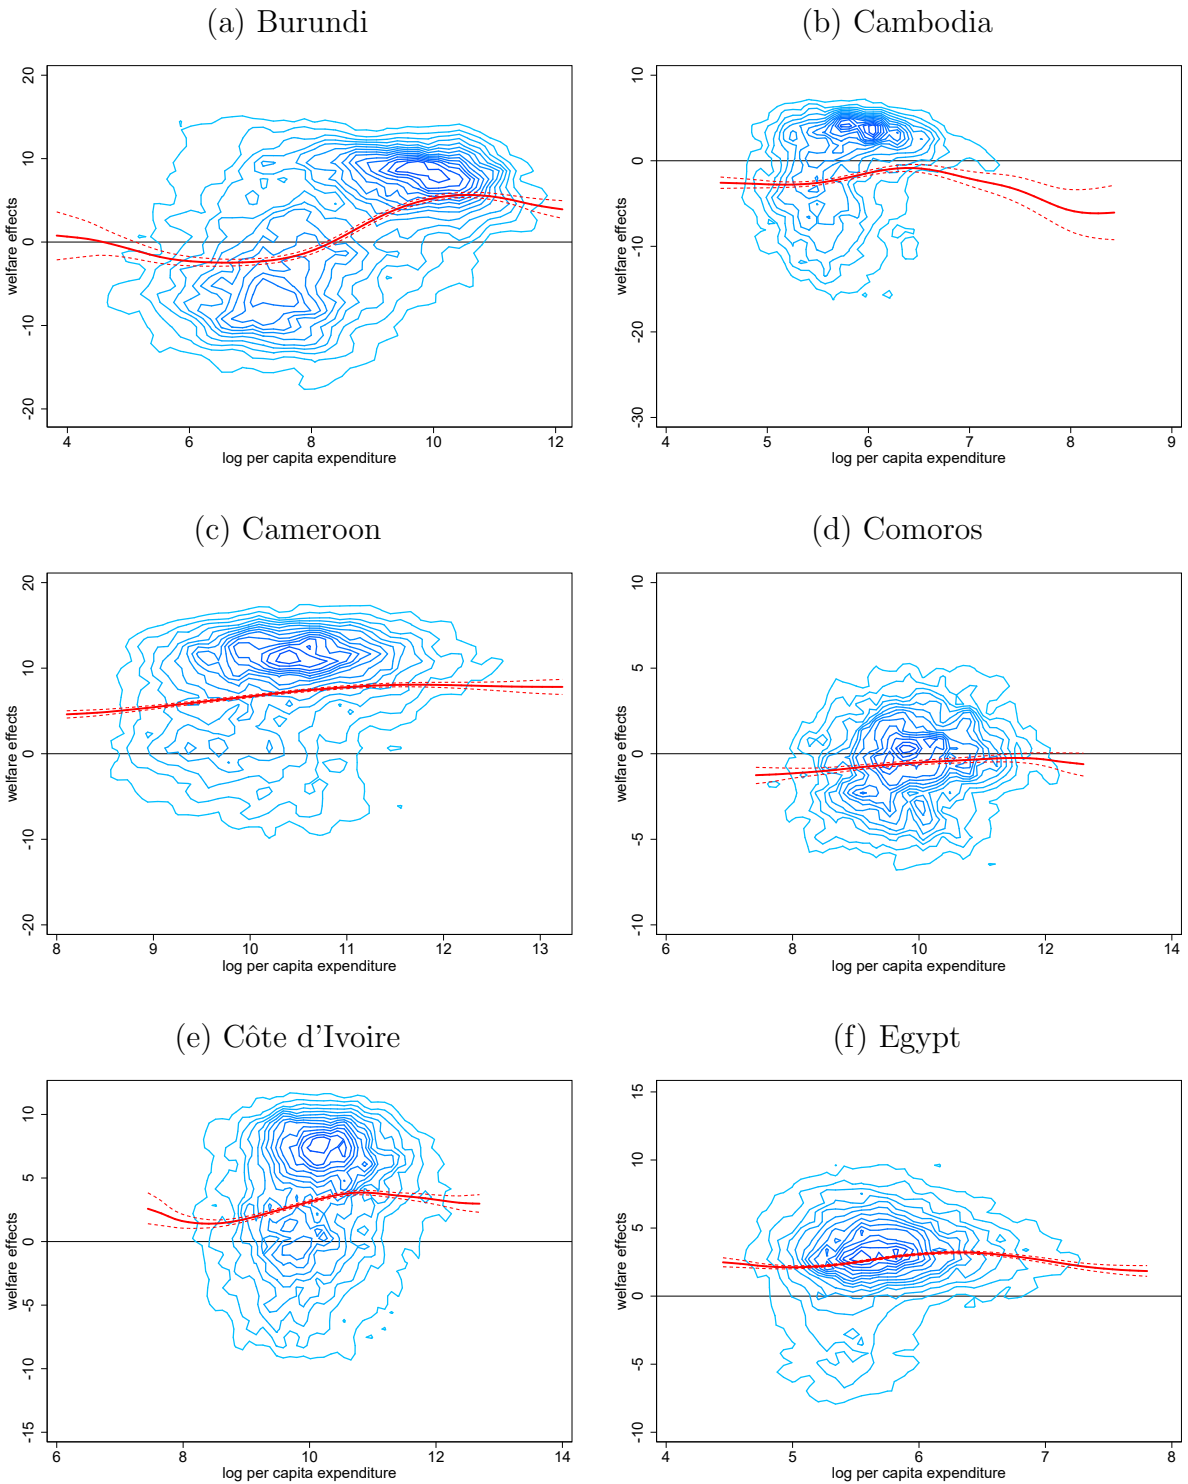 (a) Burundi
20
10
0
-10
-20
welfare effects
4 6 8 10 12
log per capita expenditure
(b) Cambodia
10
0
-10
-20
-30
welfare effects
4 5 6 7 8 9
log per capita expenditure
(c) Cameroon
20
10
0
-10
-20
welfare effects
8 9 10 11 12 13
log per capita expenditure
(d) Comoros
10
5
0
-5
-10
welfare effects
6 8 10 12 14
log per capita expenditure
(e) Côte d'Ivoire
10
5
0
-5
-10
-15
welfare effects
6 8 10 12 14
log per capita expenditure
(f) Egypt
15
10
5
0
-5
-10
welfare effects
4 5 6 7 8
log per capita expenditure